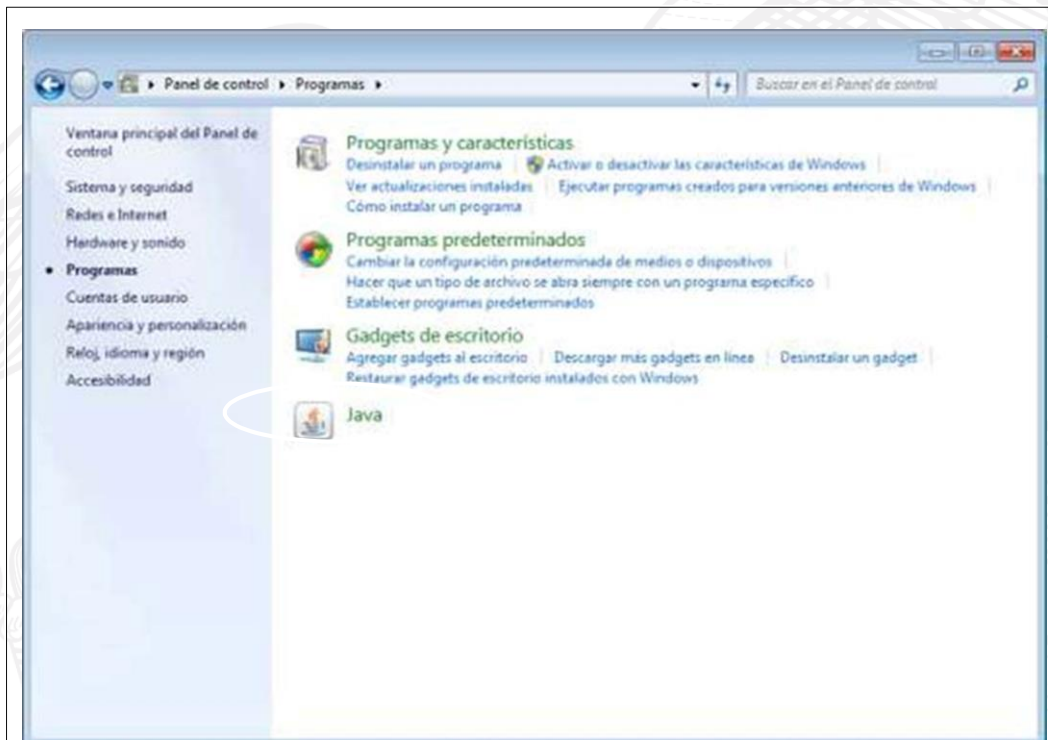 Panel de control
Programas
Buscar en el Panel de control
Ventana principal del Panel de
control
Sistema y seguridad
Redes e Internet
Hardware y sonido
Programas
Cuentas de usuario
Apariencia y personalización
Reloj, idioma y región
Accesibilidad
Programas y características
Desinstalar un programa Activar o desactivar las características de Windows
Ver actualizaciones instaladas Ejecutar programas creados para versiones anteriores de Windows
Cómo instalar un programa
Programas predeterminados
Cambiar la configuración predeterminada de medios o dispositivos
Hacer que un tipo de archivo se abra siempre con un programa específico
Establecer programas predeterminados
Gadgets de escritorio
Agregar gadgets al escritorio Descargar más gadgets en línea Desinstalar un gadget
Restaurar gadgets de escritorio instalados con Windows
Java